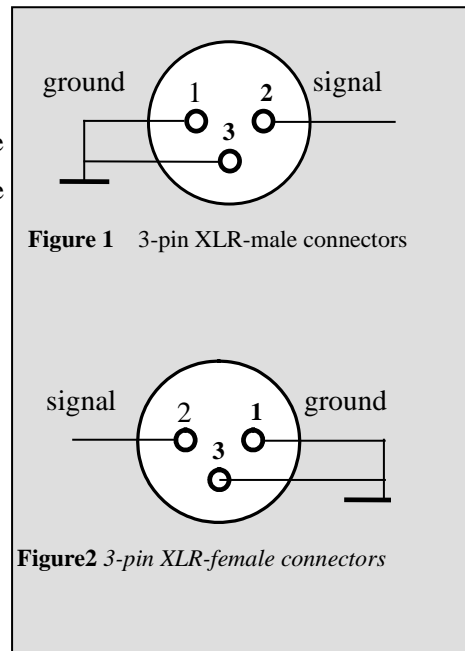 ground signal
1 2
3
e
e
Figure 1 3-pin XLR-male connectors
signal ground
2 1
3
Figure2 3-pin XLR-female connectors